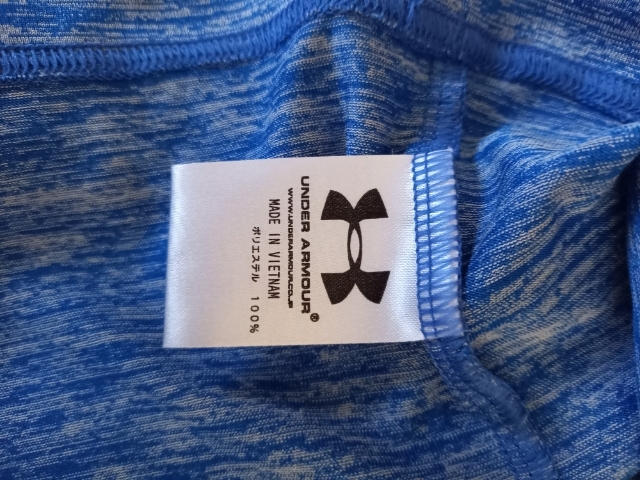 UNDER ARMOUR®
WWW.UNDERARMOUR.CO.JP
MADE IN VIETNAM
ポリエステル 100%